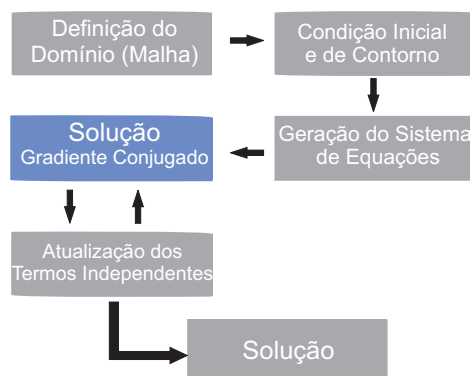 Definição do
Domínio (Malha)
Condição Inicial
e de Contorno
Geração do Sistema
de Equações
Solução
Gradiente Conjugado
Atualização dos
Termos Independentes
Solução